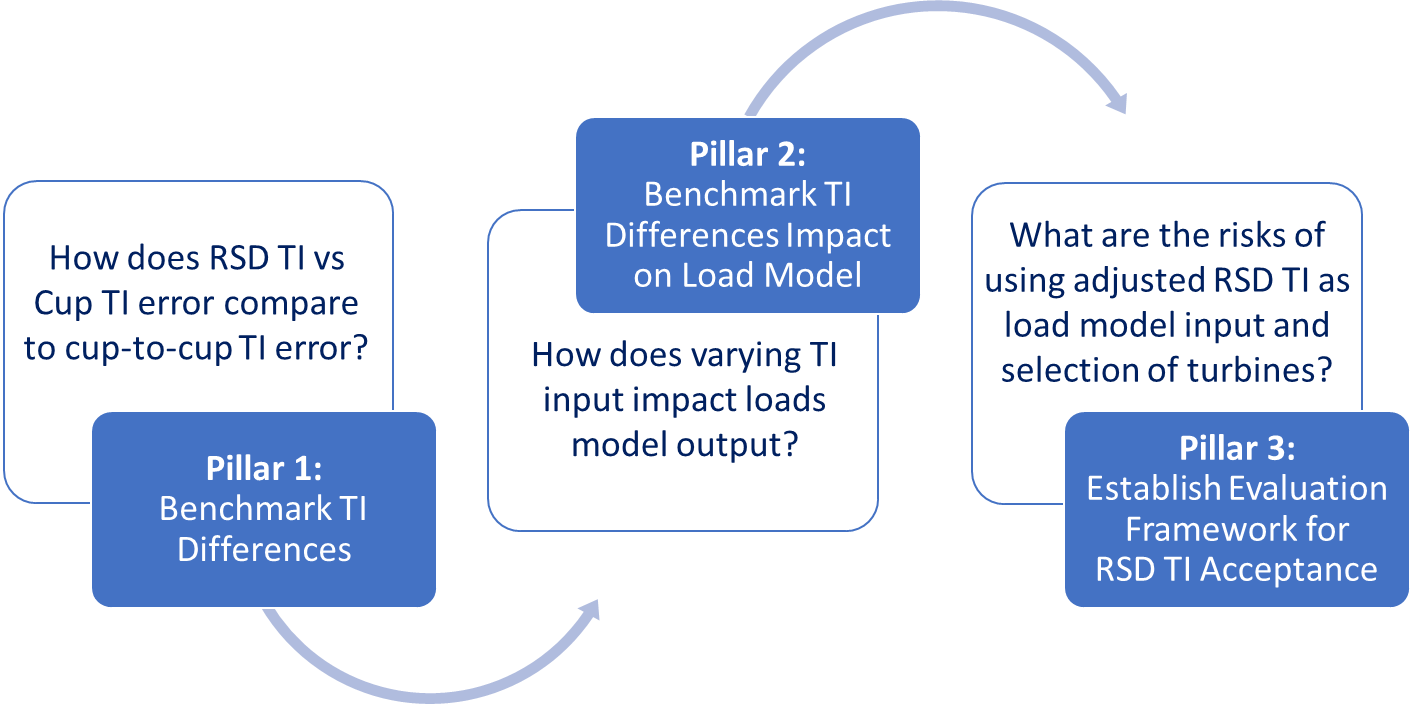 How does RSD TI vs
Cup TI error compare
to cup-to-cup TI error?
Pillar 1:
Benchmark TI
Differences
Pillar 2:
Benchmark TI
Differences Impact
on Load Model
How does varying TI
input impact loads
model output?
What are the risks of
using adjusted RSD TI as
load model input and
selection of turbines?
Pillar 3:
Establish Evaluation
Framework for
RSD TI Acceptance